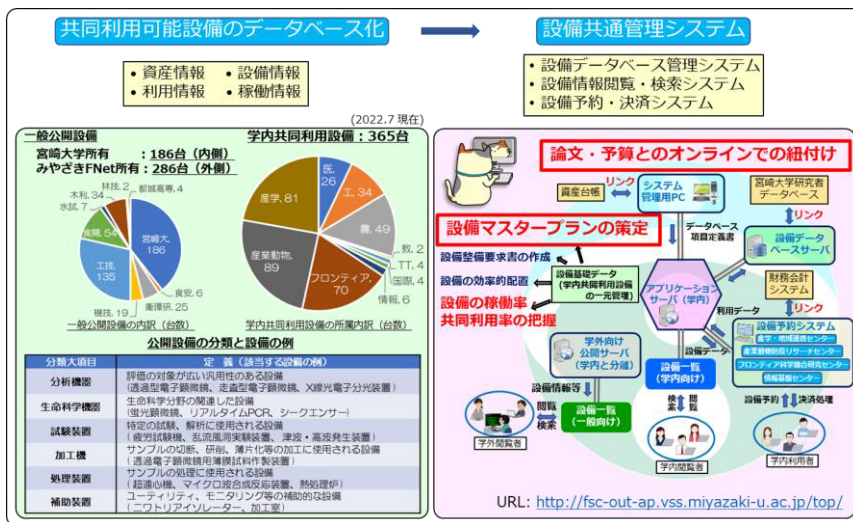 共同利用可能設備のデータベース化
設備共通管理システム
• 資産情報 • 設備情報
• 利用情報 • 稼働情報
• 設備データベース管理システム
• 設備情報閲覧・検索システム
• 設備予約・決済システム
(2022.7 現在)
一般公開設備
宮崎大学所有 : 186台（内側）
みやざきFNet所有 : 286台（外側）
林技, 2
都城高専, 4
木利, 34
水試, 7
食開, 54
宮崎大, 186
工技, 135
機技, 19
衛環研, 25
食安, 6
一般公開設備の内訳（台数）
学内共同利用設備：365台
医, 26
工, 34
農, 49
教, 2
TT, 4
国際, 4
情報, 6
フロンティア, 70
産業動物, 89
産学, 81
学内共同利用設備の所属内訳（台数）
公開設備の分類と設備の例
分類大項目 定 義（該当する設備の例）
分析機器 評価の対象が広い汎用性のある設備
（透過型電子顕微鏡、走査型電子顕微鏡、X線光電子分光装置）
生命科学機器 生命科学分野の関連した設備
（蛍光顕微鏡、リアルタイムPCR、シークエンサー）
試験装置 特定の試験、解析に使用される設備
（疲労試験機、乱流風洞実験装置、津波・高波発生装置）
加工機 サンプルの切断、研削、薄片化等の加工に使用される設備
（透過電子顕微鏡用薄膜試料作製装置）
処理装置 サンプルの処理に使用される設備
（超遠心機、マイクロ波合成反応装置、熱処理炉）
補助装置 ユーティリティ、モニタリング等の補助的な設備
（ニワトリアイソレーター、加工室）
論文・予算とのオンラインでの紐付け
資産台帳
リンク
システム
管理用PC
宮崎大学研究者
データベース
リンク
設備マスタープランの策定
データベース
項目定義書
設備データ
ベースサーバ
設備整備要求書の作成
設備の効率的配置
設備の稼働率
共同利用率の把握
設備基礎データ
(学内共同利用設備
の一元管理)
アプリケーション
サーバ（学内）
財務会計
システム
リンク
利用データ
設備予約システム
産学・地域連携センター
産業動物防疫リサーチセンター
フロンティア科学総合研究センター
情報基盤センター
学外向け
公開サーバ
（学内と分離）
設備データ
設備一覧
（学内向け）
設備情報等
設備一覧
（一般向け）
閲覧
検索
検索
閲覧
設備予約
決済処理
学外閲覧者
学内閲覧者
学内利用者
URL: http://fsc-out-ap.vss.miyazaki-u.ac.jp/top/